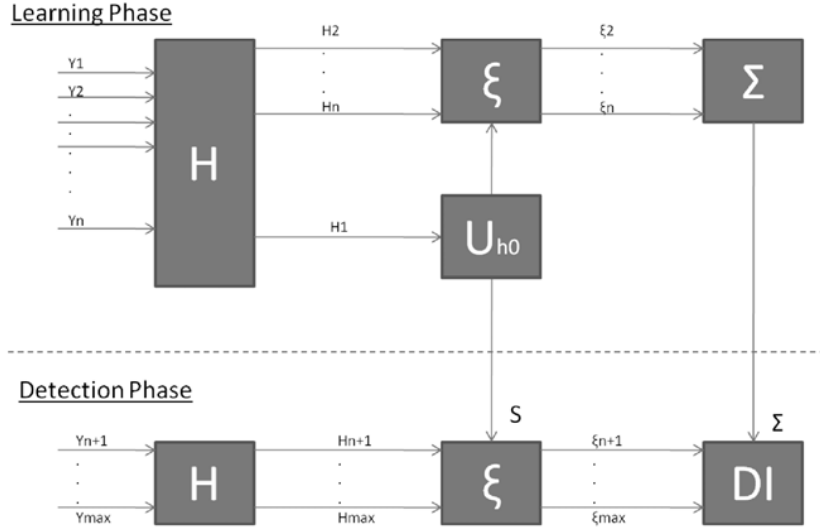 Learning Phase
Y1
Y2
Yn
H
H2
Hn
H1
ξ
U h0
ξ2
ξn
Σ
Detection Phase
S
Σ
Yn+1
Ymax
H
Hn+1
Hmax
ξ
ξn+1
ξmax
DI